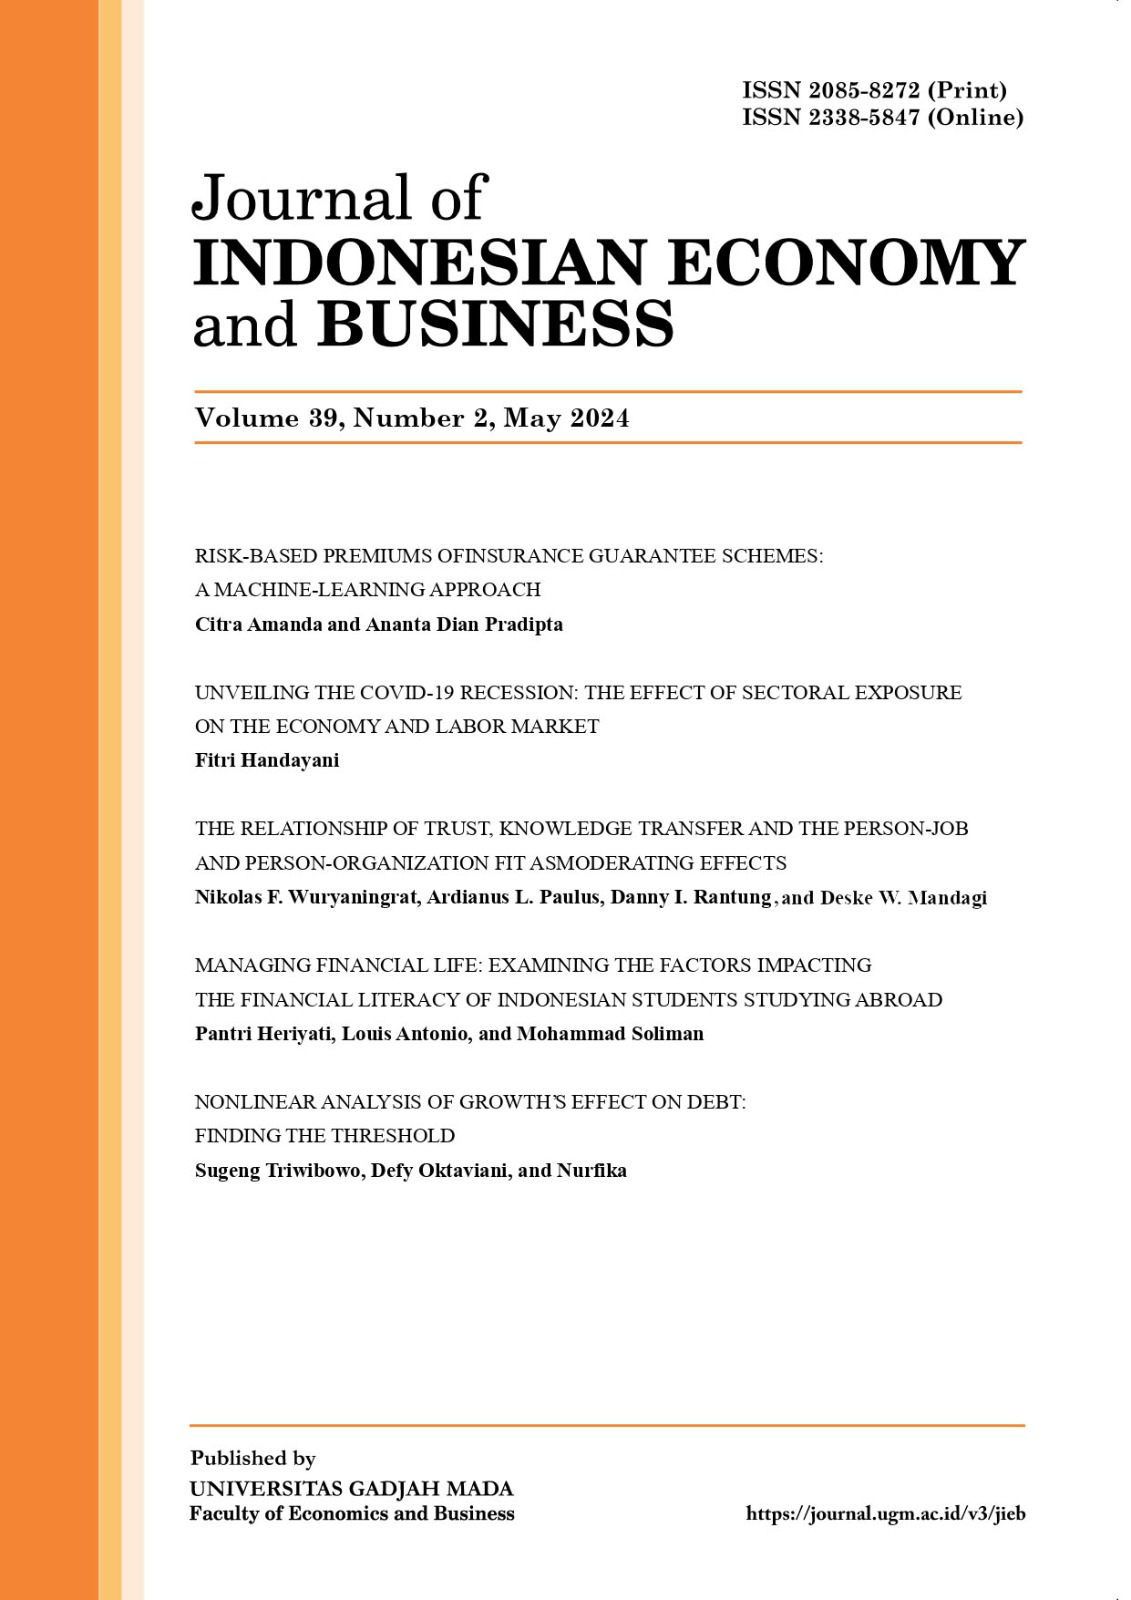 ISSN 2085-8272 (Print)
ISSN 2338-5847 (Online)
Journal of
INDONESIAN ECONOMY
and BUSINESS
Volume 39, Number 2, May 2024
RISK-BASED PREMIUMS OFINSURANCE GUARANTEE SCHEMES:
A MACHINE-LEARNING APPROACH
Citra Amanda and Ananta Dian Pradipta
UNVEILING THE COVID-19 RECESSION: THE EFFECT OF SECTORAL EXPOSURE
ON THE ECONOMY AND LABOR MARKET
Fitri Handayani
THE RELATIONSHIP OF TRUST, KNOWLEDGE TRANSFER AND THE PERSON-JOB
AND PERSON-ORGANIZATION FIT ASMODERATING EFFECTS
Nikolas F. Wuryaningrat, Ardianus L. Paulus, Danny I. Rantung, and Deske W. Mandagi
MANAGING FINANCIAL LIFE: EXAMINING THE FACTORS IMPACTING
THE FINANCIAL LITERACY OF INDONESIAN STUDENTS STUDYING ABROAD
Pantri Heriyati, Louis Antonio, and Mohammad Soliman
NONLINEAR ANALYSIS OF GROWTH'S EFFECT ON DEBT:
FINDING THE THRESHOLD
Sugeng Triwibowo, Defy Oktaviani, and Nurfika
Published by
UNIVERSITAS GADJAH MADA
Faculty of Economics and Business
https://journal.ugm.ac.id/v3/jieb